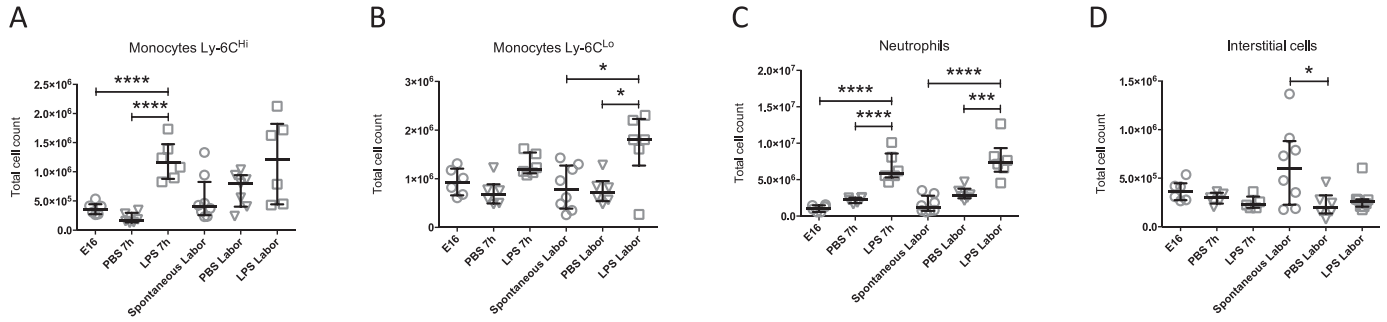 A
Monocytes Ly-6C^Hi
Total cell count
2.5×10⁶
2.0×10⁶
1.5×10⁶
1.0×10⁶
5.0×10⁵
0.0
****
****
E16
PBS 7h
LPS 7h
Spontaneous Labor
PBS Labor
LPS Labor
B
Monocytes Ly-6C^Lo
Total cell count
3×10⁶
2×10⁶
1×10⁶
0
*
*
E16
PBS 7h
LPS 7h
Spontaneous Labor
PBS Labor
LPS Labor
C
Neutrophils
Total cell count
2.0×10⁷
1.5×10⁷
1.0×10⁷
5.0×10⁶
0.0
****
****
****
***
E16
PBS 7h
LPS 7h
Spontaneous Labor
PBS Labor
LPS Labor
D
Interstitial cells
Total cell count
1.5×10⁶
1.0×10⁶
5.0×10⁵
0.0
*
E16
PBS 7h
LPS 7h
Spontaneous Labor
PBS Labor
LPS Labor